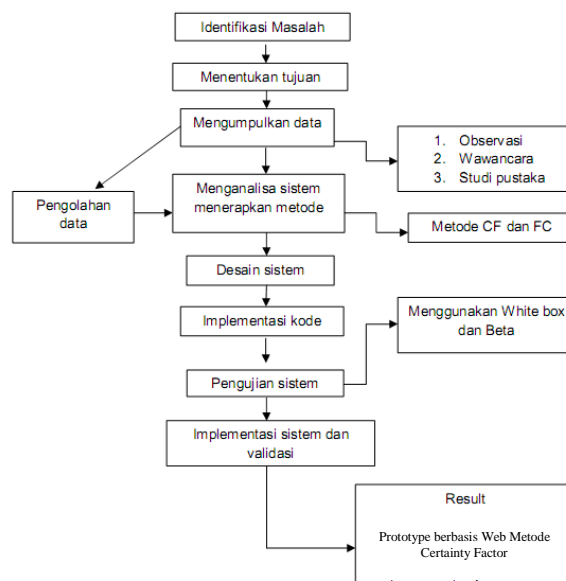 Identifikasi Masalah
Menentukan tujuan
Mengumpulkan data
1. Observasi
2. Wawancara
3. Studi pustaka
Pengolahan
data
Menganalisa sistem
menerapkan metode
Metode CF dan FC
Desain sistem
Implementasi kode
Menggunakan White box
dan Beta
Pengujian sistem
Implementasi sistem dan
validasi
Result
Prototype berbasis Web Metode
Certainty Factor